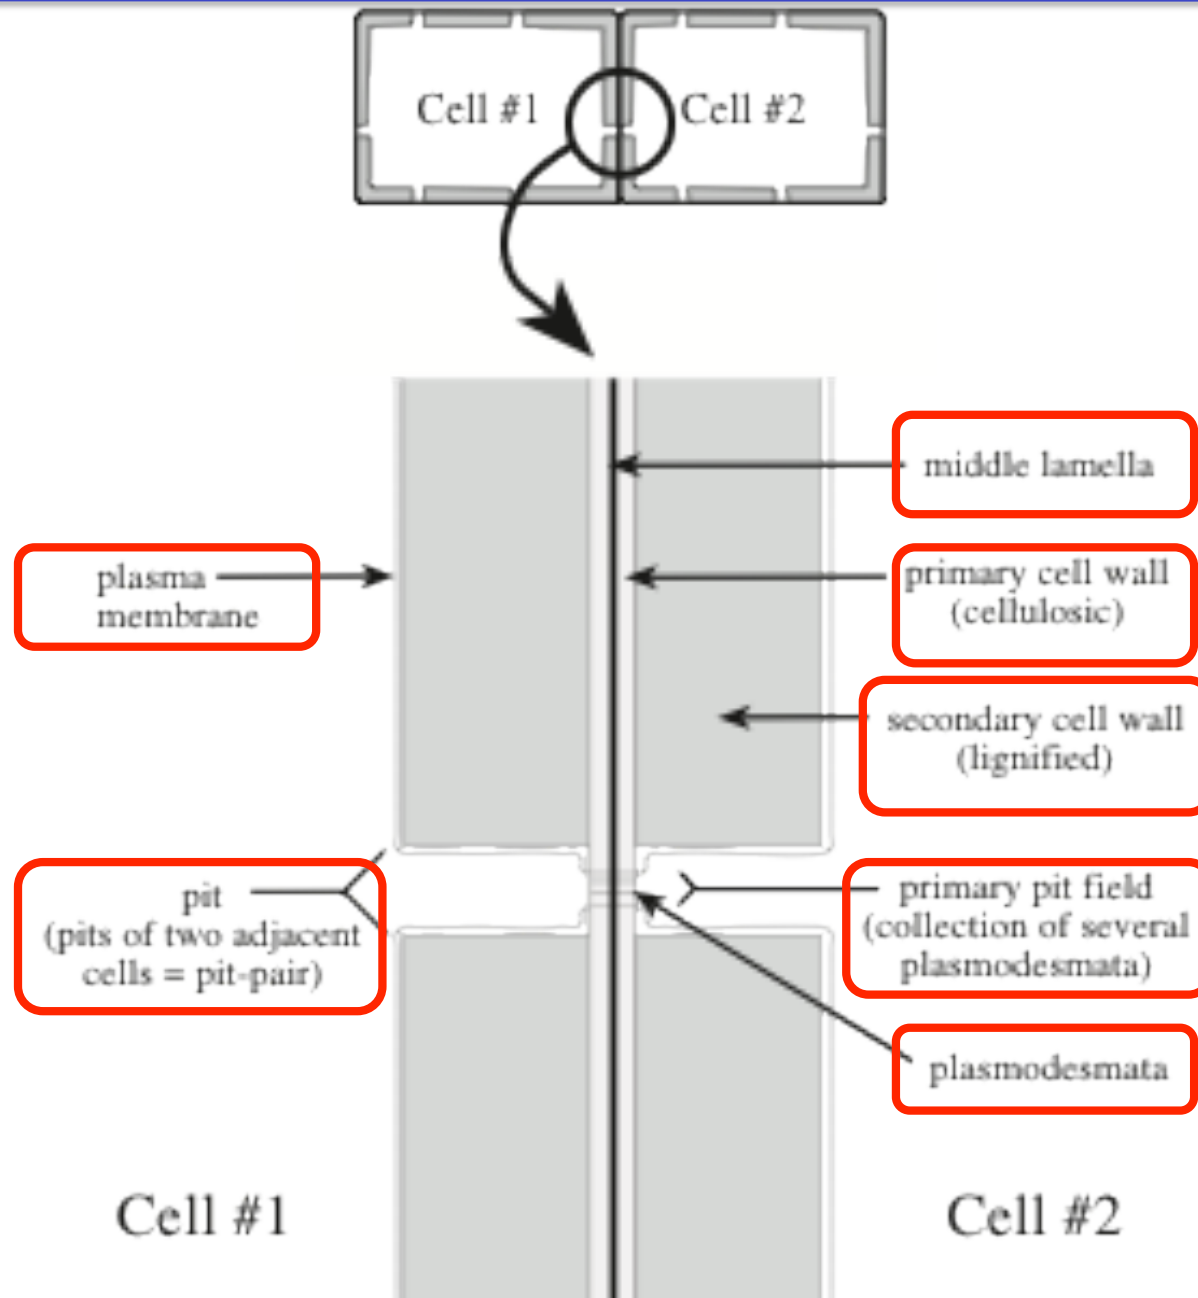 Cell #1
Cell #2
middle lamella
plasma
membrane
primary cell wall
(cellulosic)
secondary cell wall
(lignified)
pit
(pits of two adjacent
cells = pit-pair)
primary pit field
(collection of several
plasmodesmata)
plasmodesmata
Cell #1
Cell #2